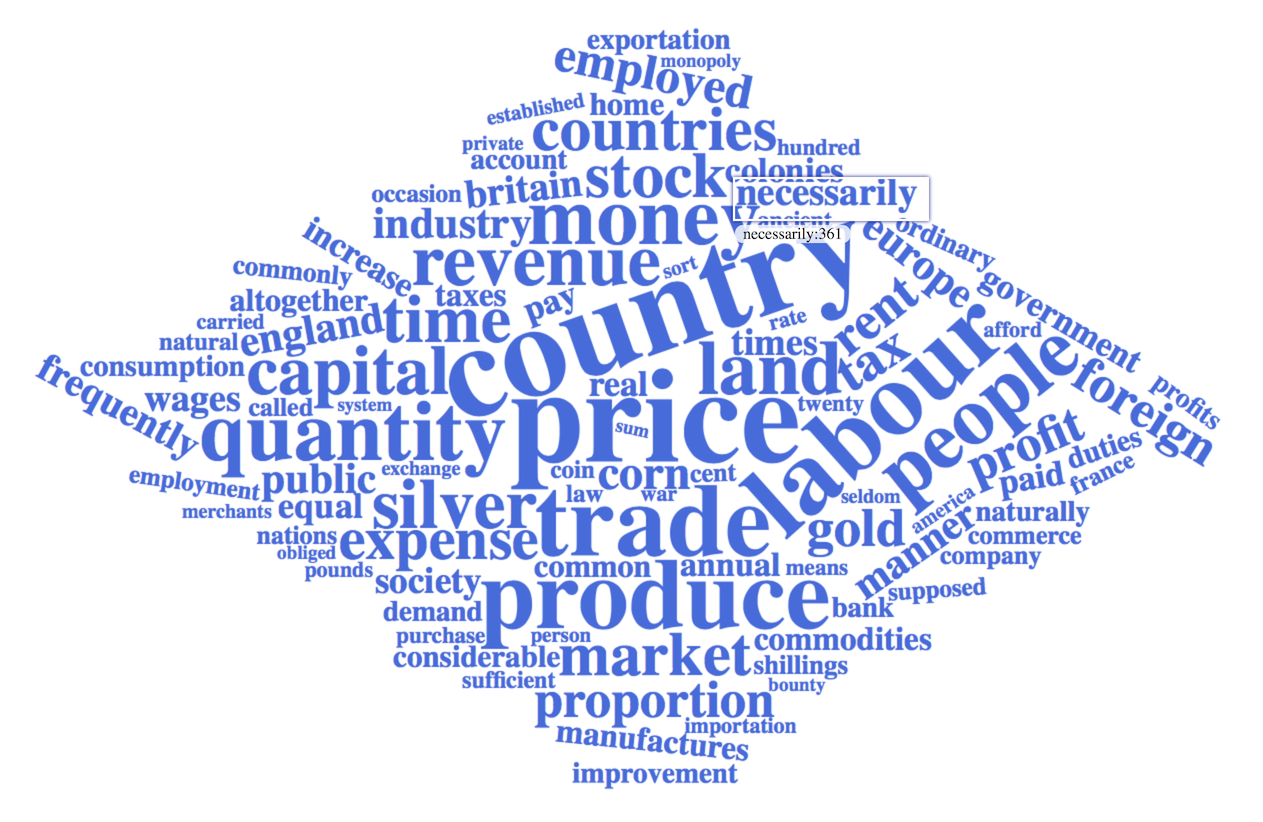 exportation
monopoly
employed
established
home
countries
private
hundred
account
stock
colonies
occasion
britain
necessarily
industry
money
ancient
necessarily:361
ordinary
increase
revenue
sort
country
europe
government
commonly
taxes
pay
altogether
england
time
rate
rent
carried
natural
times
afford
consumption
capital
real
land
tax
labour
people
foreign
profits
frequently
wages
called
system
price
twenty
quantity
sum
profit
duties
employment
public
exchange
coin
corn
cent
paid
france
merchants
equal
silver
law
war
seldom
america
naturally
nations
expense
trade
gold
manner
commerce
obliged
company
pounds
society
common
annual
means
supposed
demand
produce
bank
purchase
person
commodities
considerable
market
shillings
sufficient
bounty
proportion
importation
manufactures
improvement